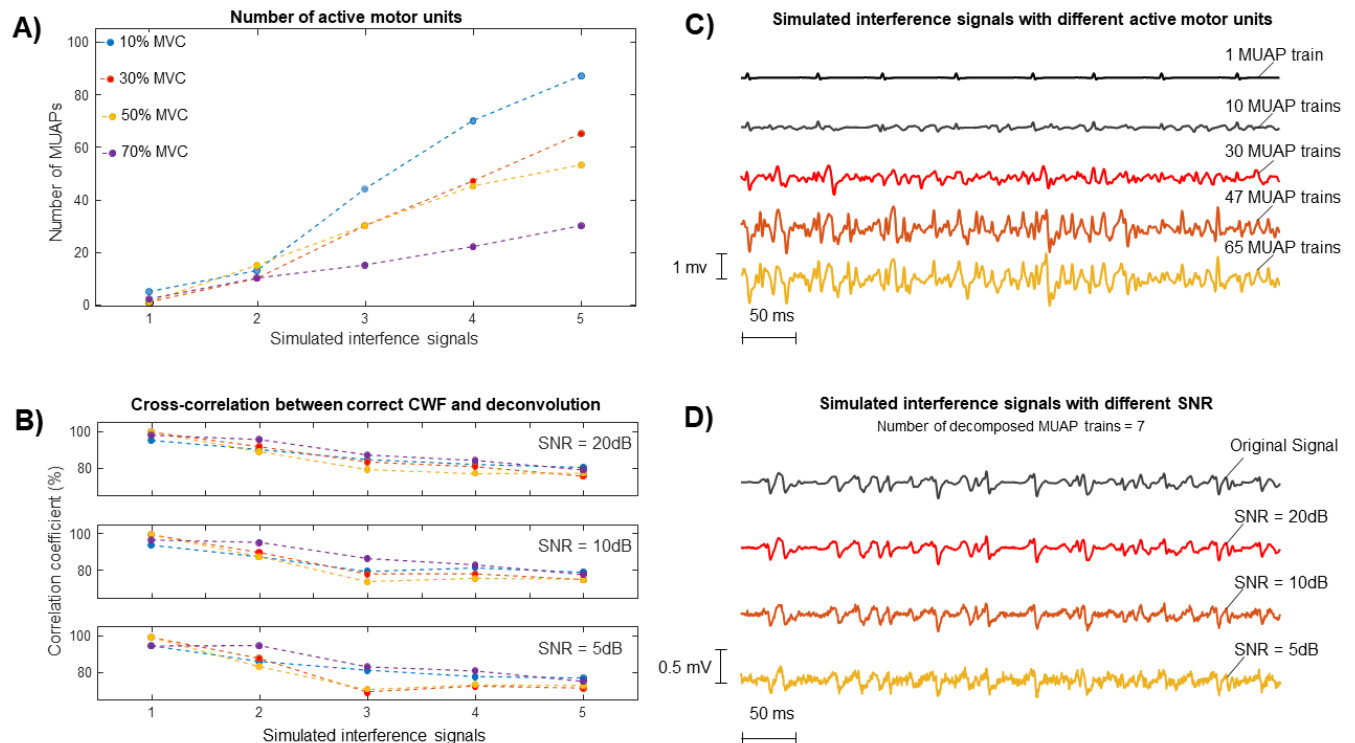 A)
Number of active motor units
100
80
60
40
20
0
10% MVC
30% MVC
50% MVC
70% MVC
Number of MUAPs
1 2 3 4 5
Simulated interfence signals
B)
Cross-correlation between correct CWF and deconvolution
100
80
SNR = 20dB
100
80
SNR = 10dB
100
80
SNR = 5dB
Correlation coefficient (%)
1 2 3 4 5
Simulated interference signals
C)
Simulated interference signals with different active motor units
1 MUAP train
10 MUAP trains
30 MUAP trains
47 MUAP trains
65 MUAP trains
1 mv
50 ms
D)
Simulated interference signals with different SNR
Number of decomposed MUAP trains = 7
Original Signal
SNR = 20dB
SNR = 10dB
SNR = 5dB
0.5 mV
50 ms